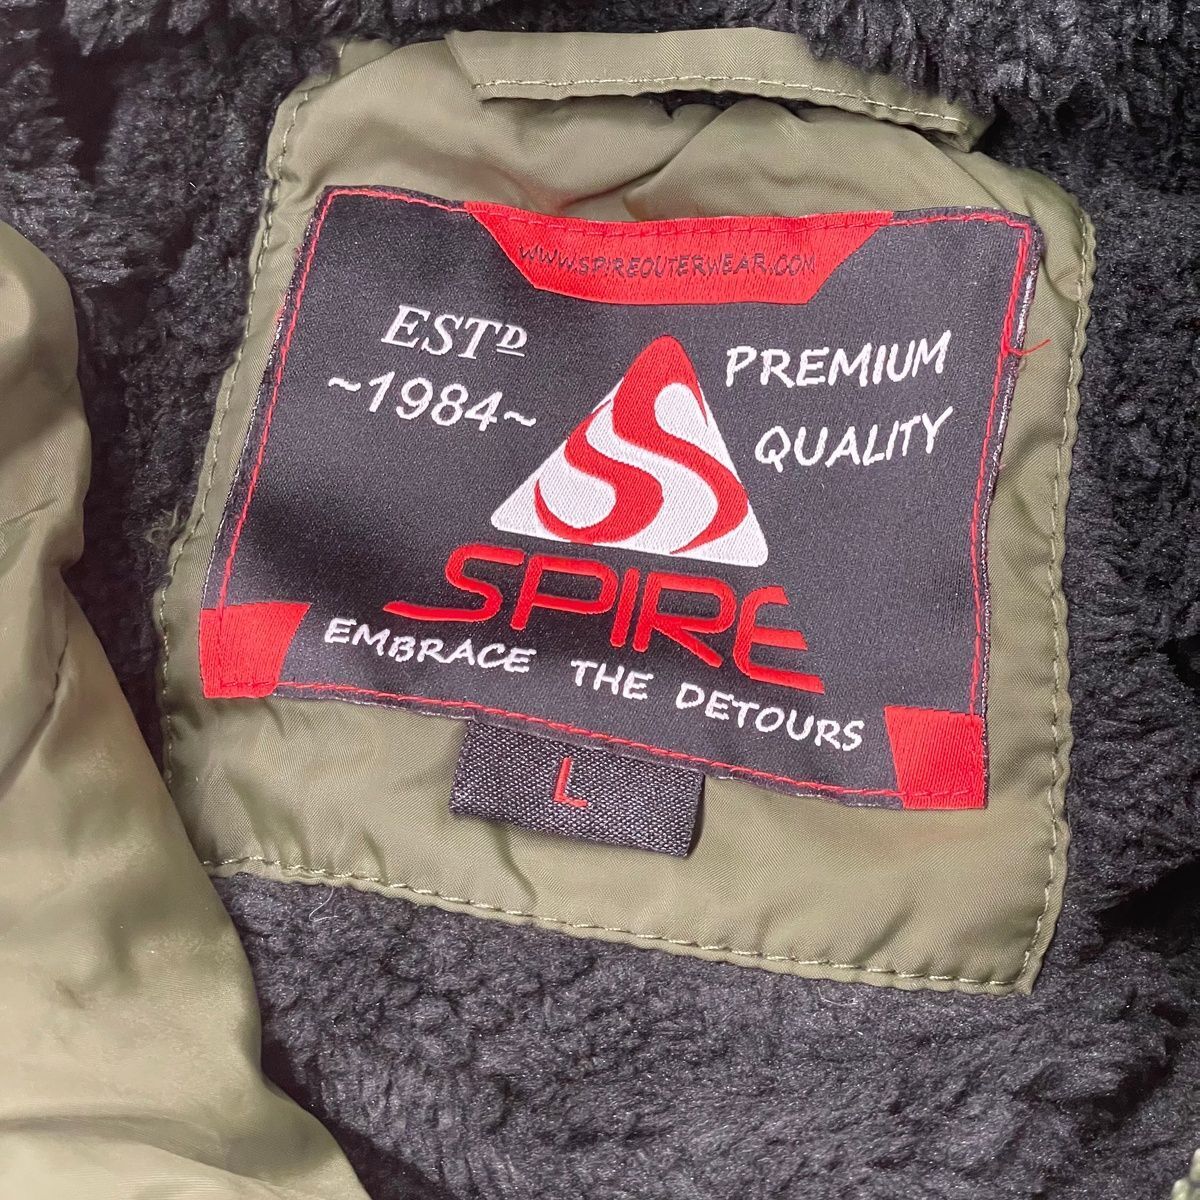 WWW.SPIREOUTERWEAR.COM
ESTD
~1984~
PREMIUM
QUALITY
SPIRE
EMBRACE THE DETOURS
L